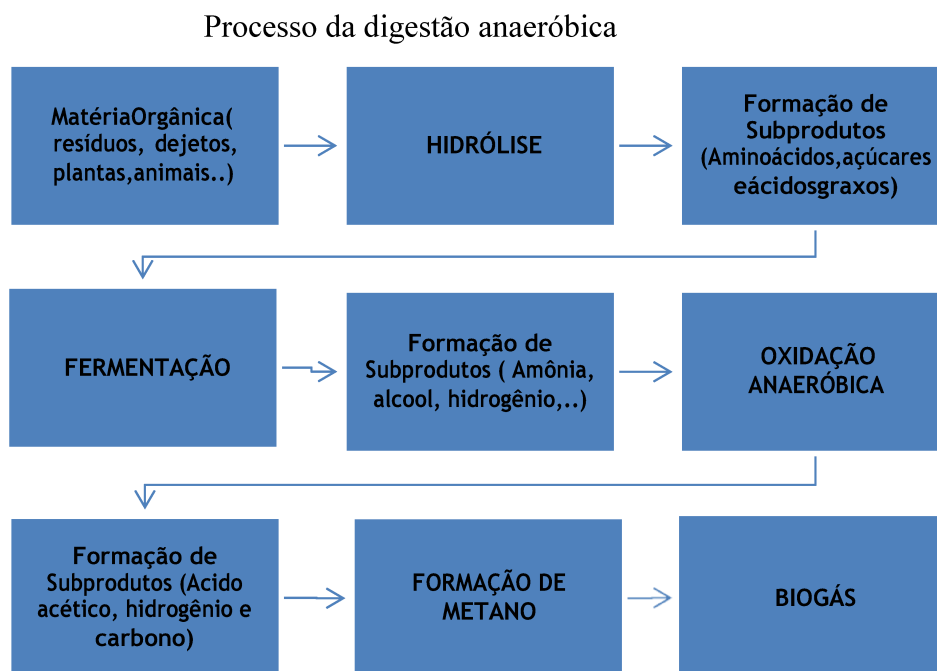 Processo da digestão anaeróbica
MatériaOrgânica(
resíduos, dejetos,
plantas,animais..)
HIDRÓLISE
Formação de
Subprodutos
(Aminoácidos,açúcares
eácidosgraxos)
FERMENTAÇÃO
Formação de
Subprodutos ( Amônia,
alcool, hidrogênio,..)
OXIDAÇÃO
ANAERÓBICA
Formação de
Subprodutos (Acido
acético, hidrogênio e
carbono)
FORMAÇÃO DE
METANO
BIOGÁS